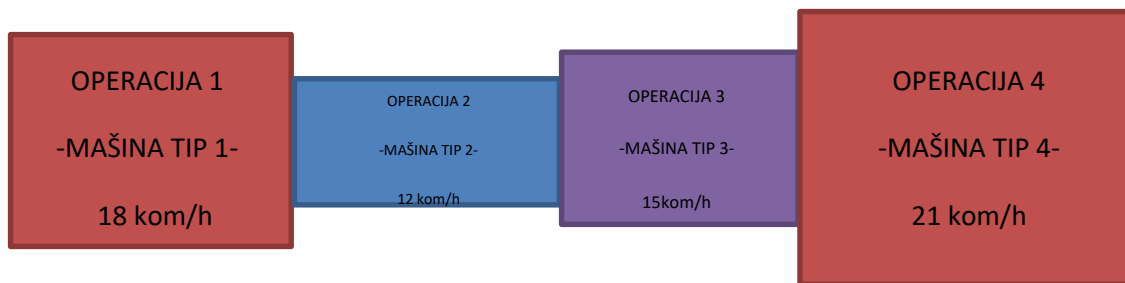 OPERACIJA 1
-MAŠINA TIP 1-
18 kom/h
OPERACIJA 2
-MAŠINA TIP 2-
12 kom/h
OPERACIJA 3
-MAŠINA TIP 3-
15kom/h
OPERACIJA 4
-MAŠINA TIP 4-
21 kom/h